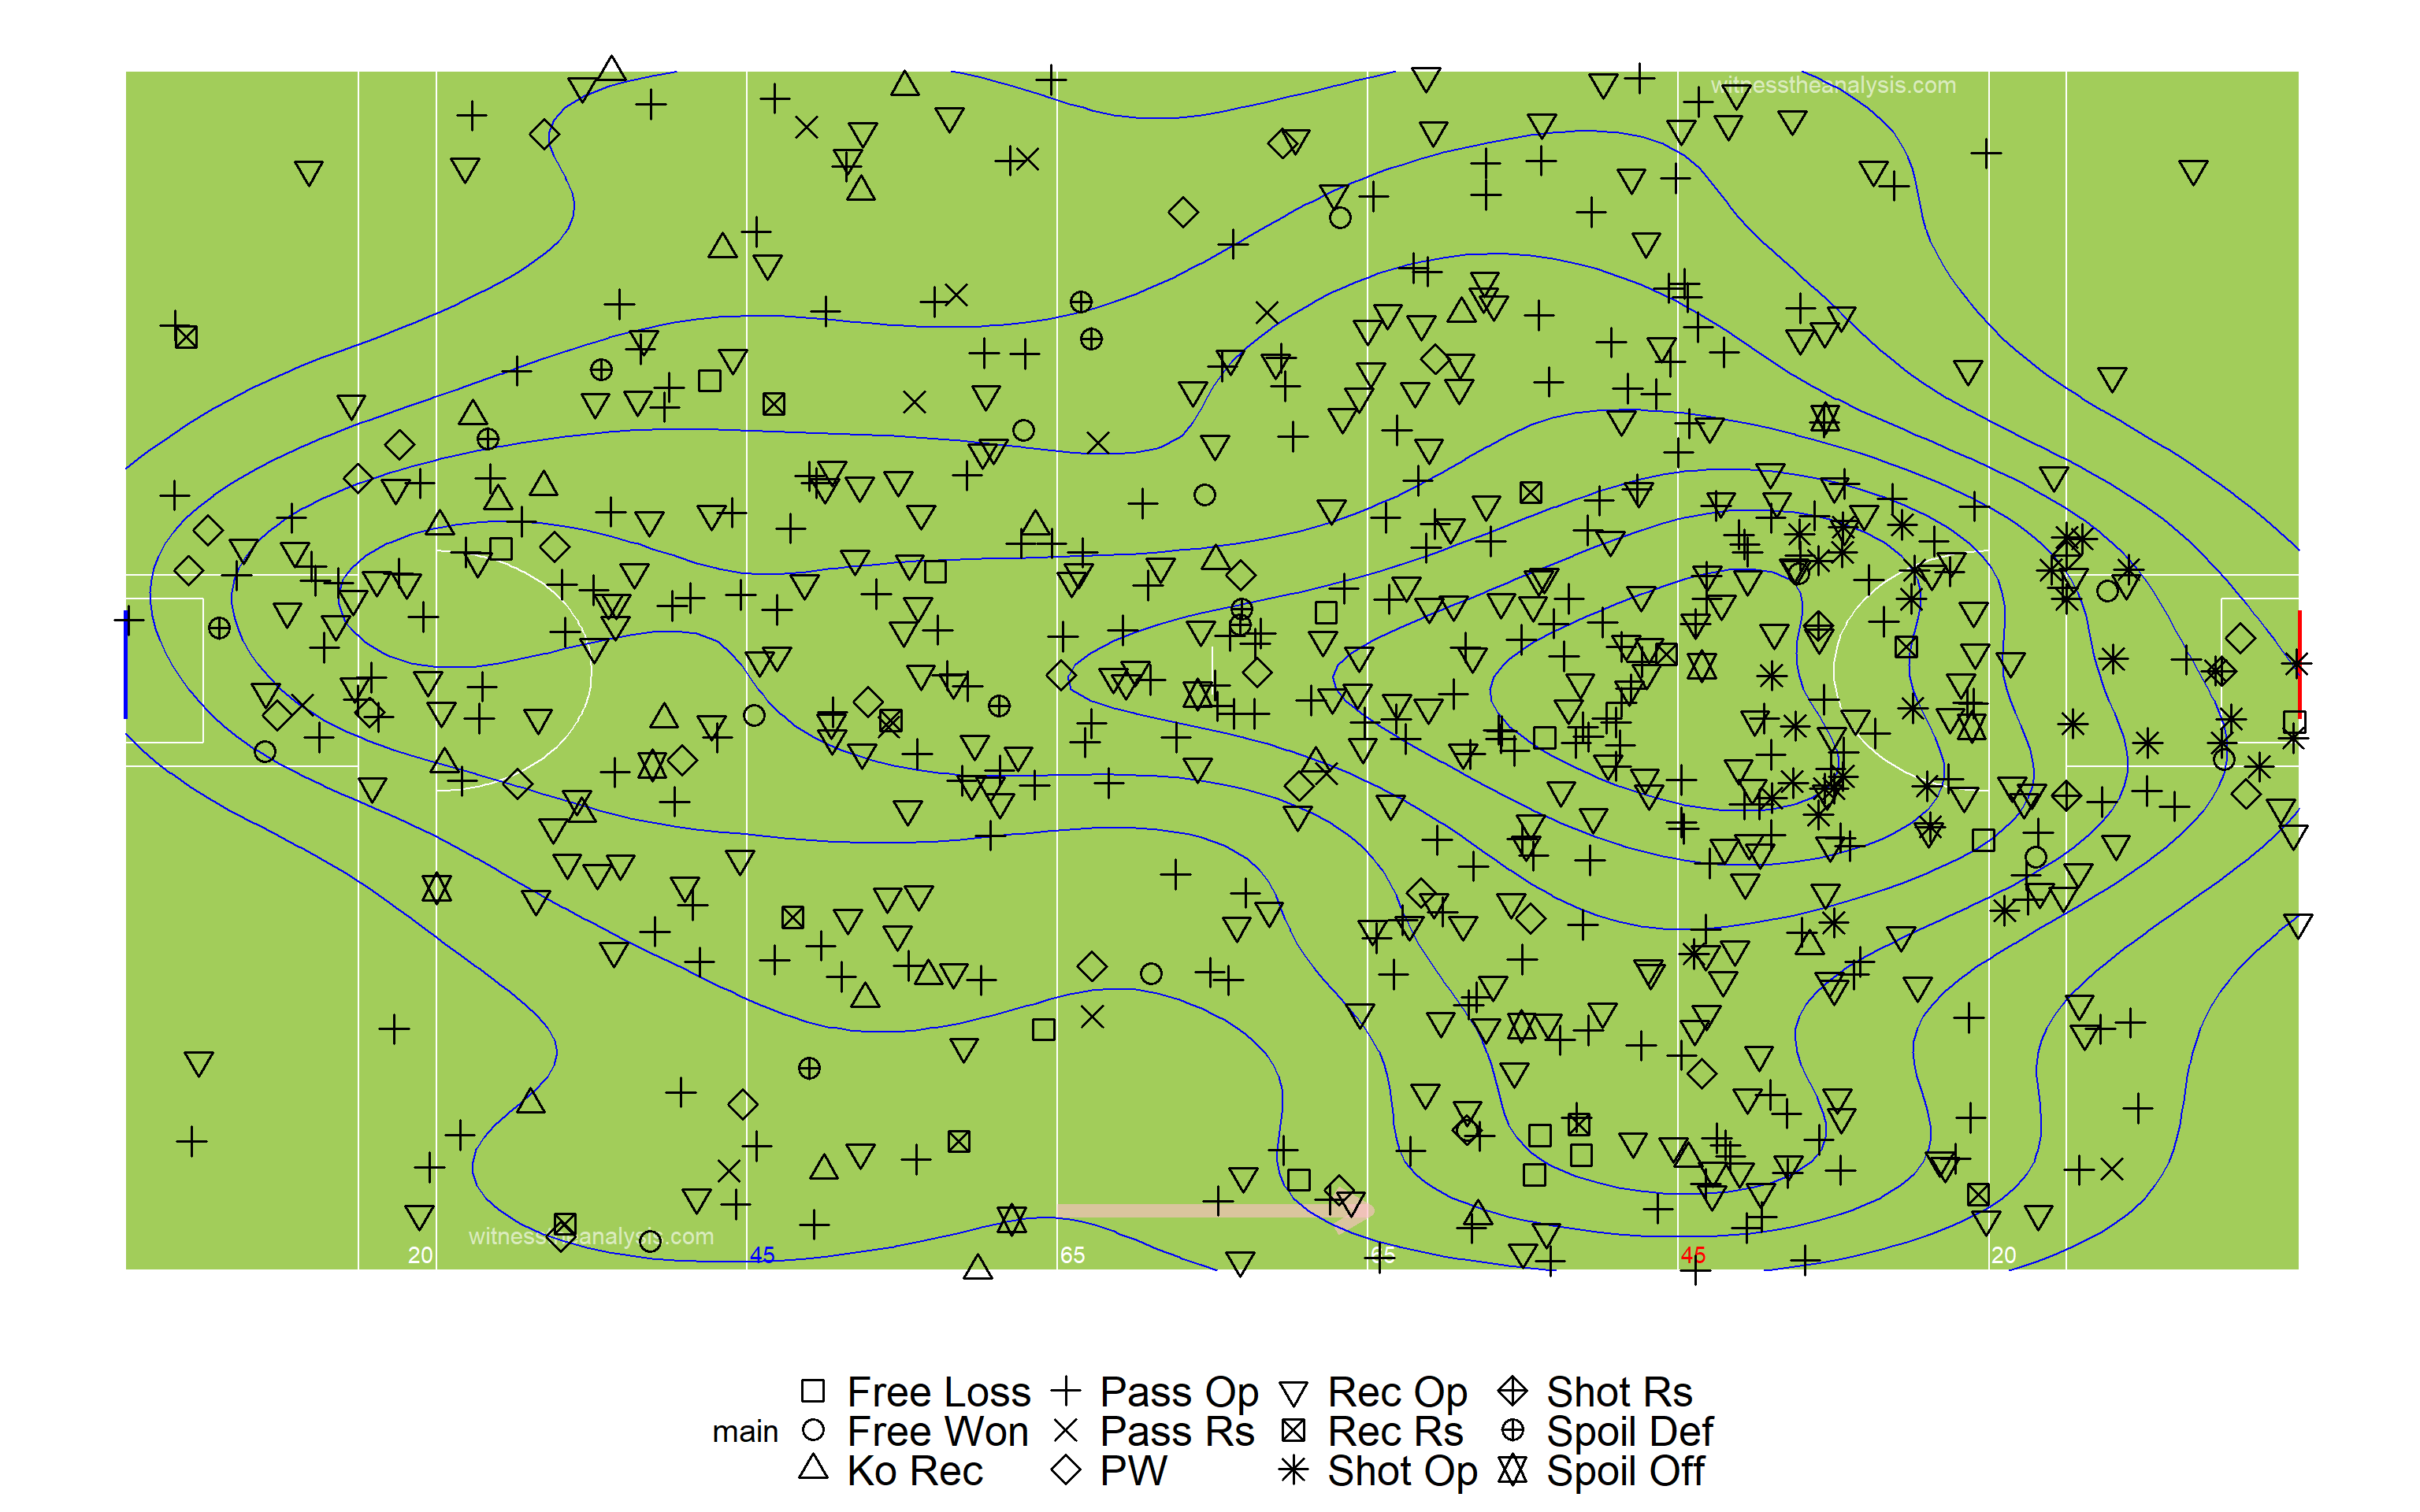 witnesstheanalysis.com
witnesstheanalysis.com
20 45 65 65 45 20
Free Loss Pass Op Rec Op Shot Rs
main Free Won Pass Rs Rec Rs Spoil Def
Ko Rec PW Shot Op Spoil Off